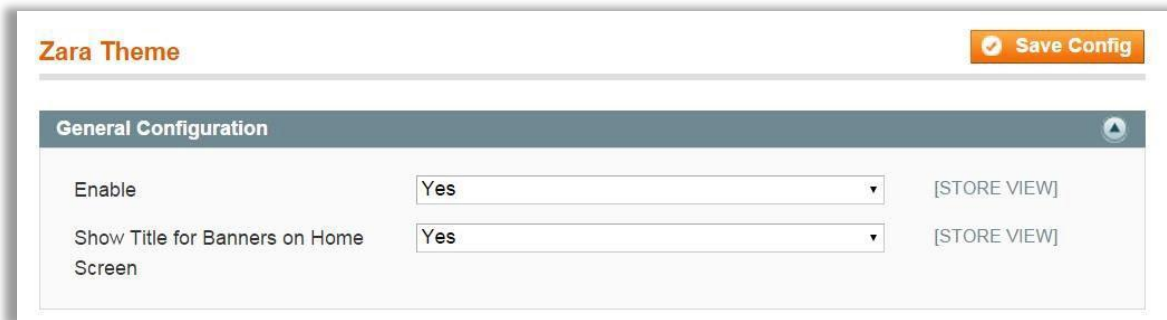 Zara Theme
Save Config
General Configuration
Enable
Yes
[STORE VIEW]
Show Title for Banners on Home
Screen
Yes
[STORE VIEW]